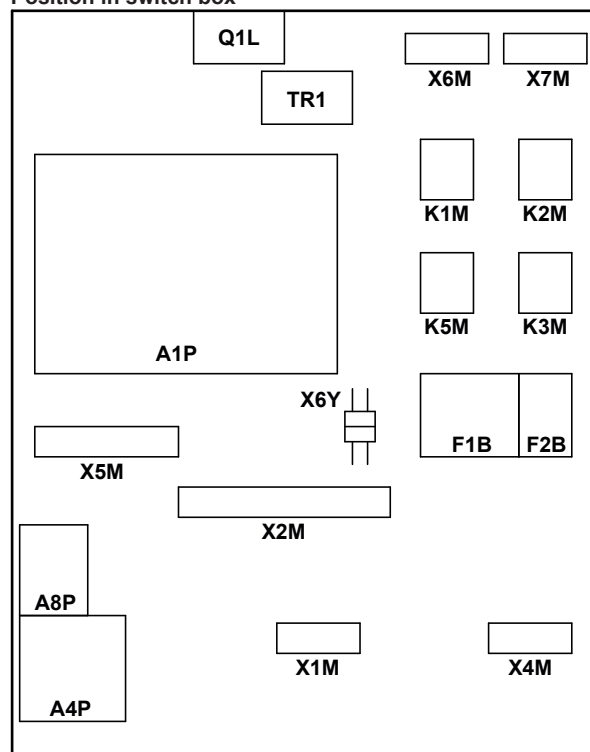 Position in switch box
Q1L
X6M X7M
TR1
K1M K2M
K5M K3M
A1P
X6Y
F1B F2B
X5M
X2M
A8P
X1M X4M
A4P